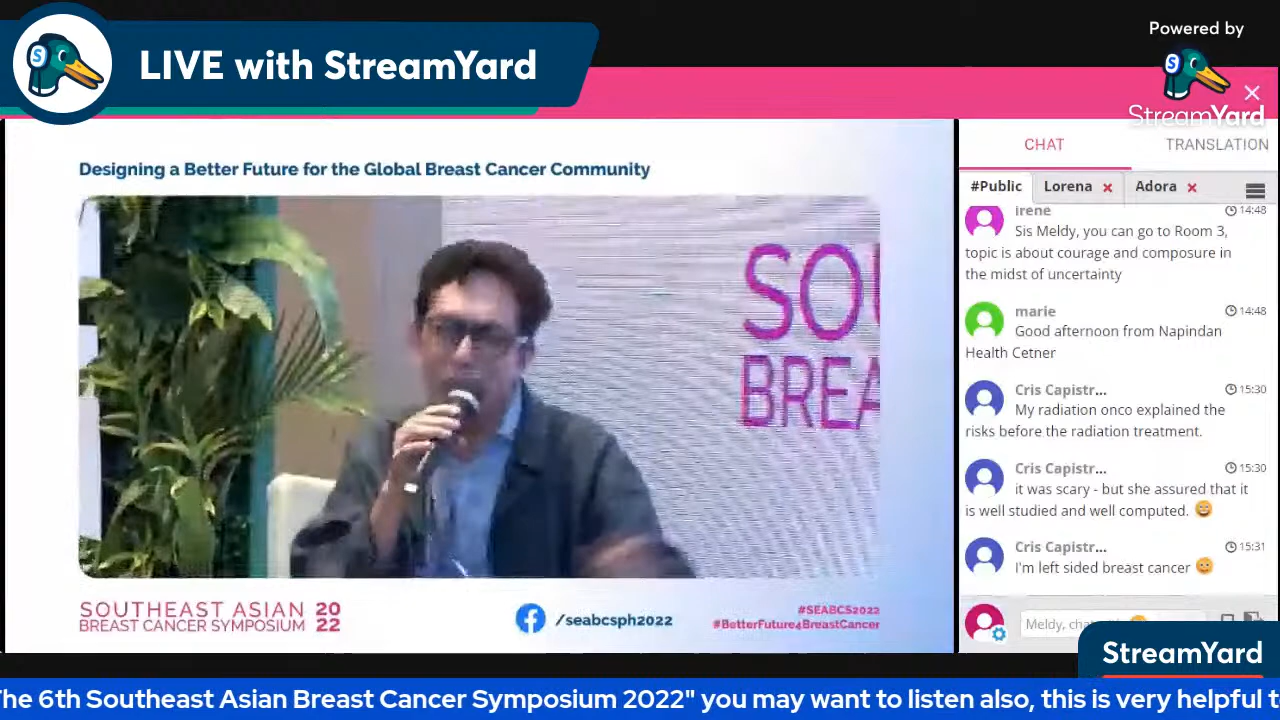 LIVE with StreamYard
Powered by
StreamYard
CHAT
TRANSLATION
Designing a Better Future for the Global Breast Cancer Community
#Public
Lorena
Adora
irene
14:48
Sis Meldy, you can go to Room 3,
topic is about courage and composure in
the midst of uncertainty
marie
14:48
Good afternoon from Napindan
Health Cetner
Cris Capistr...
15:30
My radiation onco explained the
risks before the radiation treatment.
Cris Capistr...
15:30
it was scary - but she assured that it
is well studied and well computed.
Cris Capistr...
15:31
I'm left sided breast cancer
SOU
BREA
SOUTHEAST ASIAN 20
BREAST CANCER SYMPOSIUM 22
/seabcsph2022
#SEABCS2022
#BetterFuture4BreastCancer
Meldy,
StreamYard
he 6th Southeast Asian Breast Cancer Symposium 2022" you may want to listen also, this is very helpful t